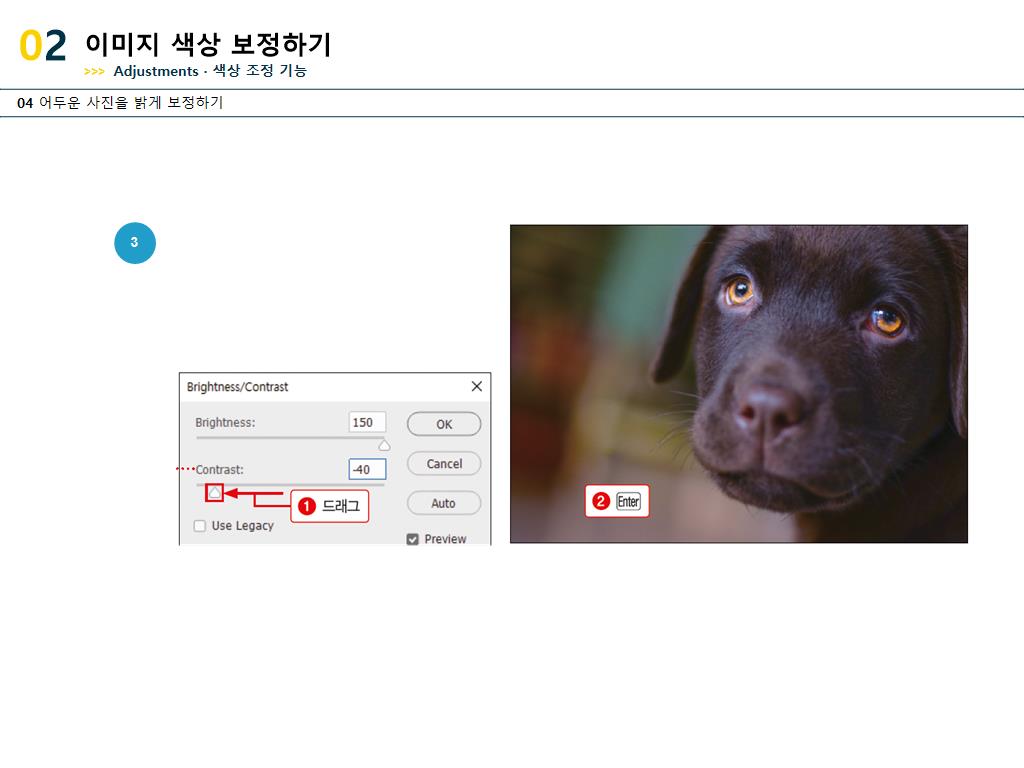 02 이미지 색상 보정하기
>>> Adjustments · 색상 조정 기능
04 어두운 사진을 밝게 보정하기
3
Brightness/Contrast
Brightness: 150
OK
Contrast: -40
Cancel
1 드래그
Auto
Use Legacy
Preview
2 Enter